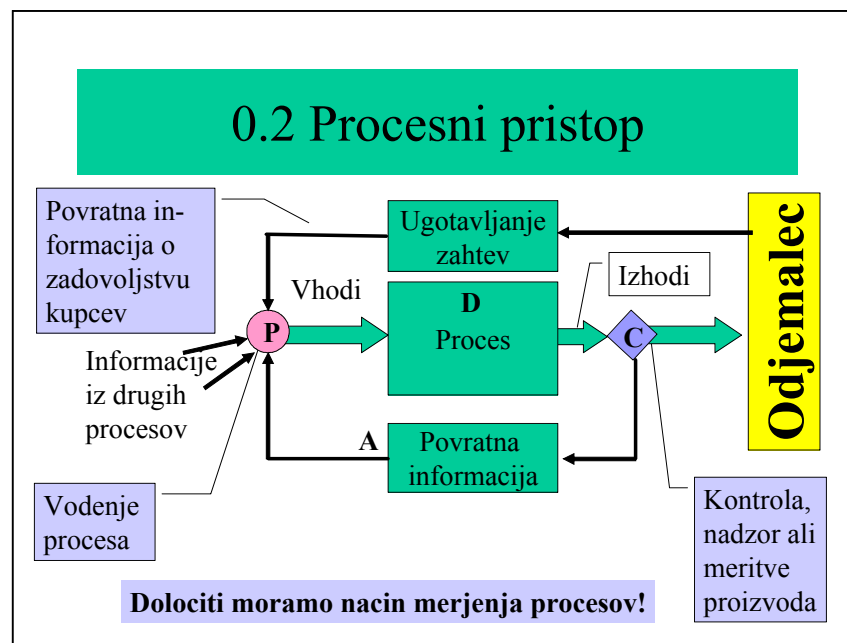 0.2 Procesni pristop
Povratna in-
formacija o
zadovoljstvu
kupcev
Ugotavljanje
zahtev
Odjemalec
Vhodi
Izhodi
P
D
Proces
C
Informacije
iz drugih
procesov
A
Povratna
informacija
Vodenje
procesa
Kontrola,
nadzor ali
meritve
proizvoda
Dolociti moramo nacin merjenja procesov!